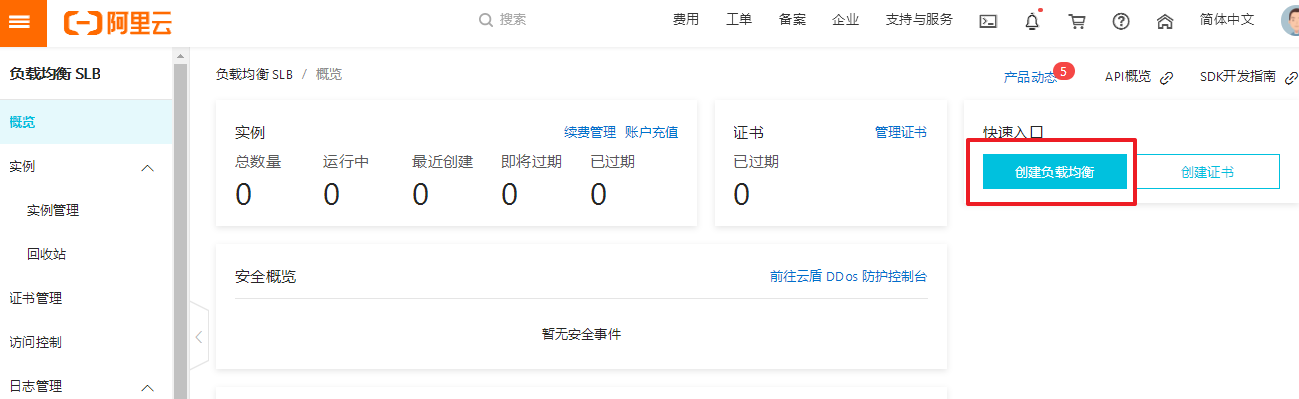 阿里云
搜索
费用 工单 备案 企业 支持与服务 简体中文
负载均衡 SLB
概览
实例
实例管理
回收站
证书管理
访问控制
日志管理
负载均衡 SLB / 概览
产品动态 5 API概览 SDK开发指南
实例 续费管理 账户充值
总数量 运行中 最近创建 即将过期 已过期
0 0 0 0 0
证书 管理证书
已过期
0
快速入口
创建负载均衡 创建证书
安全概览 前往云盾 DDos 防护控制台
暂无安全事件